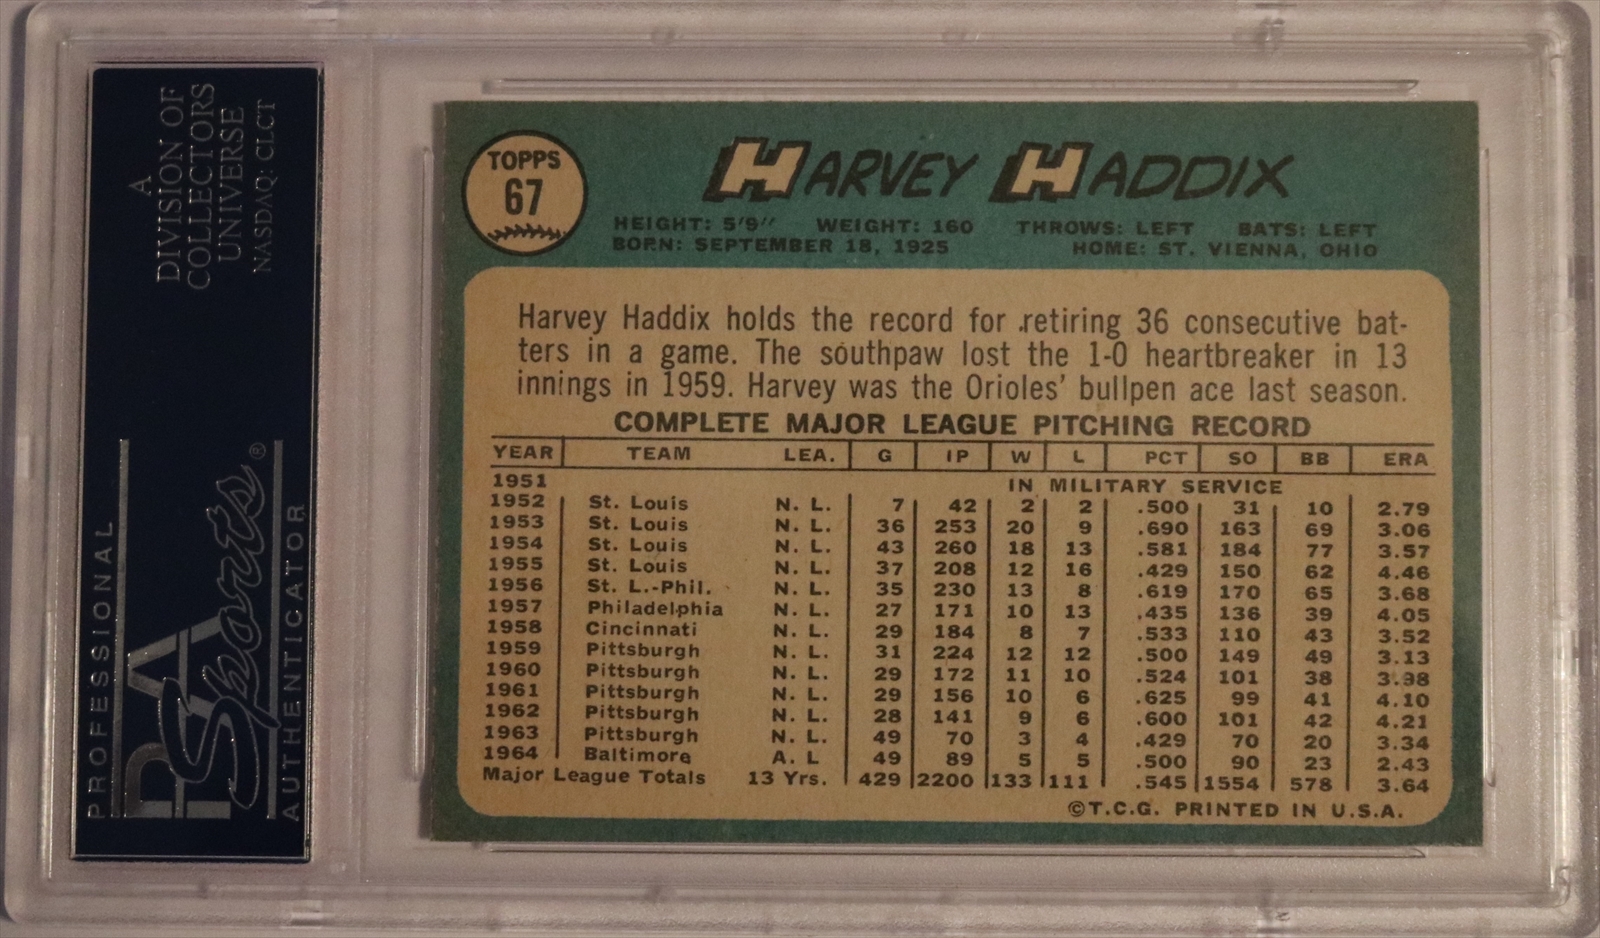 A
DIVISION OF
COLLECTORS
UNIVERSE
NASDAQ: CLCT
PROFESSIONAL
PSA
Sports®
AUTHENTICATOR
TOPPS
67
HARVEY HADDIX
HEIGHT: 5'9" WEIGHT: 160 THROWS: LEFT BATS: LEFT
BORN: SEPTEMBER 18, 1925 HOME: ST. VIENNA, OHIO
Harvey Haddix holds the record for retiring 36 consecutive bat-
ters in a game. The southpaw lost the 1-0 heartbreaker in 13
innings in 1959. Harvey was the Orioles' bullpen ace last season.
COMPLETE MAJOR LEAGUE PITCHING RECORD
YEAR TEAM LEA. G IP W L PCT SO BB ERA
1951 IN MILITARY SERVICE
1952 St. Louis N. L. 7 42 2 2 .500 31 10 2.79
1953 St. Louis N. L. 36 253 20 9 .690 163 69 3.06
1954 St. Louis N. L. 43 260 18 13 .581 184 77 3.57
1955 St. Louis N. L. 37 208 12 16 .429 150 62 4.46
1956 St. L.-Phil. N. L. 35 230 13 8 .619 170 65 3.68
1957 Philadelphia N. L. 27 171 10 13 .435 136 39 4.05
1958 Cincinnati N. L. 29 184 8 7 .533 110 43 3.52
1959 Pittsburgh N. L. 31 224 12 12 .500 149 49 3.13
1960 Pittsburgh N. L. 29 172 11 10 .524 101 38 3.98
1961 Pittsburgh N. L. 29 156 10 6 .625 99 41 4.10
1962 Pittsburgh N. L. 28 141 9 6 .600 101 42 4.21
1963 Pittsburgh N. L. 49 70 3 4 .429 70 20 3.34
1964 Baltimore A. L 49 89 5 5 .500 90 23 2.43
Major League Totals 13 Yrs. 429 2200 133 111 .545 1554 578 3.64
©T.C.G. PRINTED IN U.S.A.